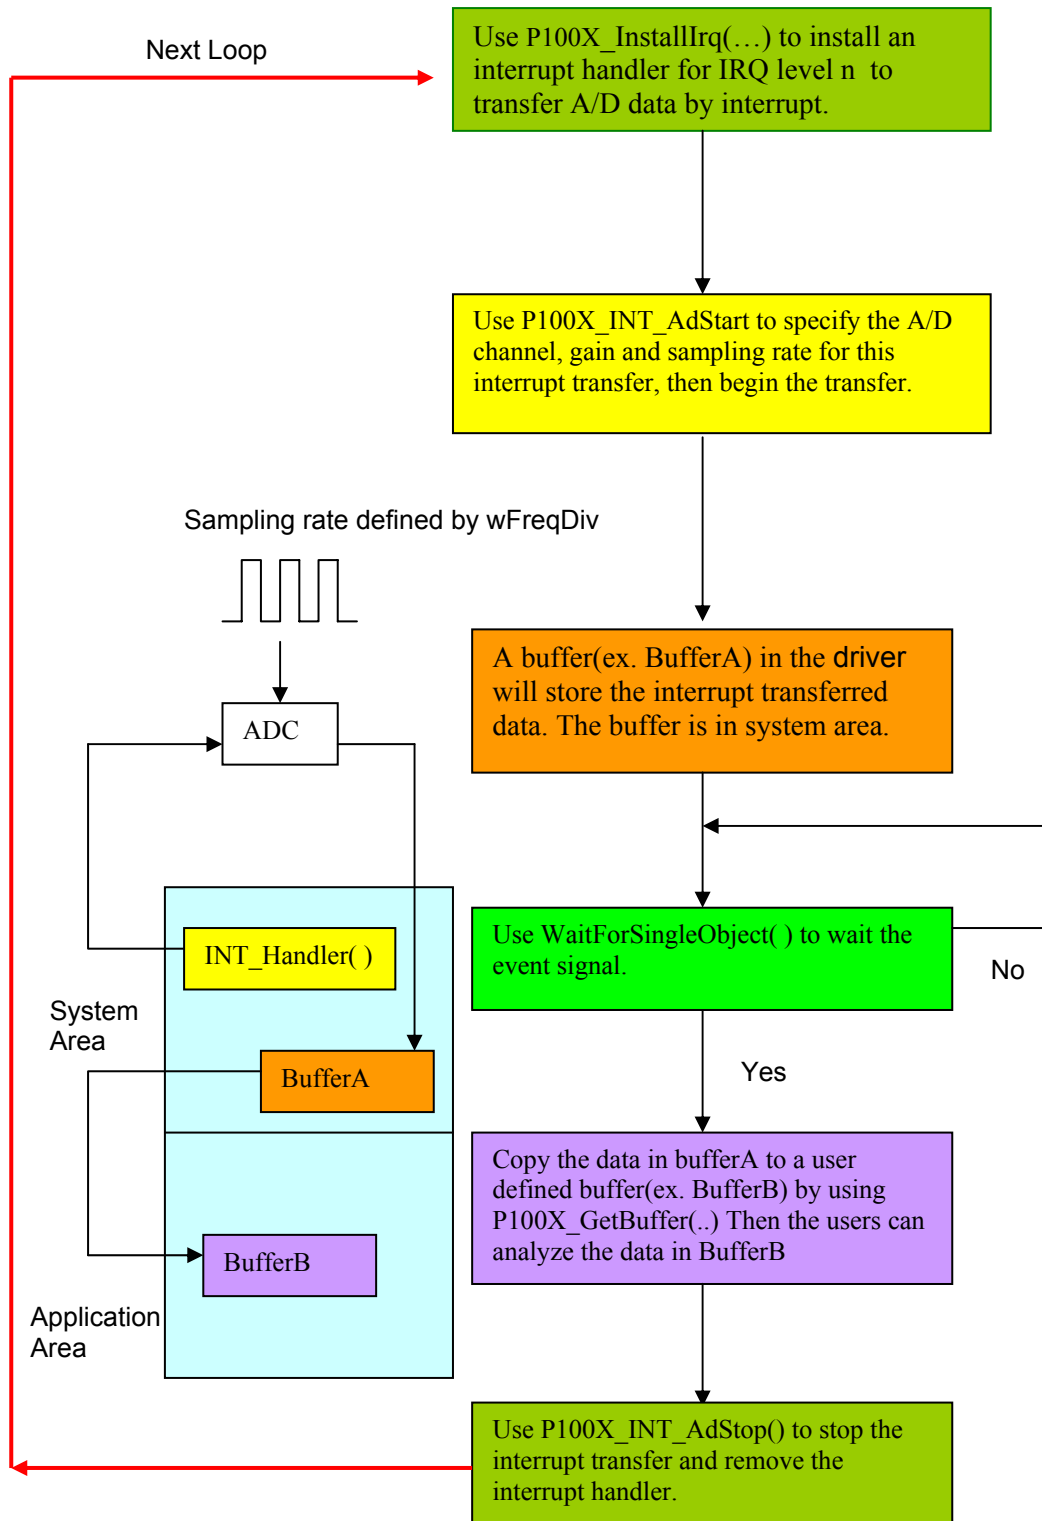 Next Loop
Use P100X_InstallIrq(…) to install an
interrupt handler for IRQ level n  to
transfer A/D data by interrupt.
Use P100X_INT_AdStart to specify the A/D
channel, gain and sampling rate for this
interrupt transfer, then begin the transfer.
Sampling rate defined by wFreqDiv
A buffer(ex. BufferA) in the driver
will store the interrupt transferred
data. The buffer is in system area.
ADC
INT_Handler( )
Use WaitForSingleObject( ) to wait the
event signal.
No
System
Area
BufferA
Yes
Copy the data in bufferA to a user
defined buffer(ex. BufferB) by using
P100X_GetBuffer(..) Then the users can
analyze the data in BufferB
BufferB
Application
Area
Use P100X_INT_AdStop() to stop the
interrupt transfer and remove the
interrupt handler.